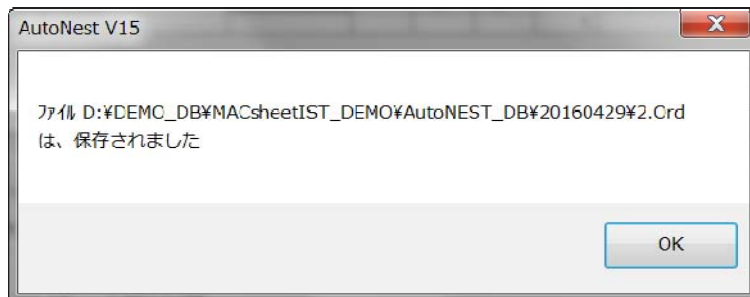 AutoNest V15
ﾌｧｲﾙ D:¥DEMO_DB¥MACsheetIST_DEMO¥AutoNEST_DB¥20160429¥2.Ord
は、保存されました
OK